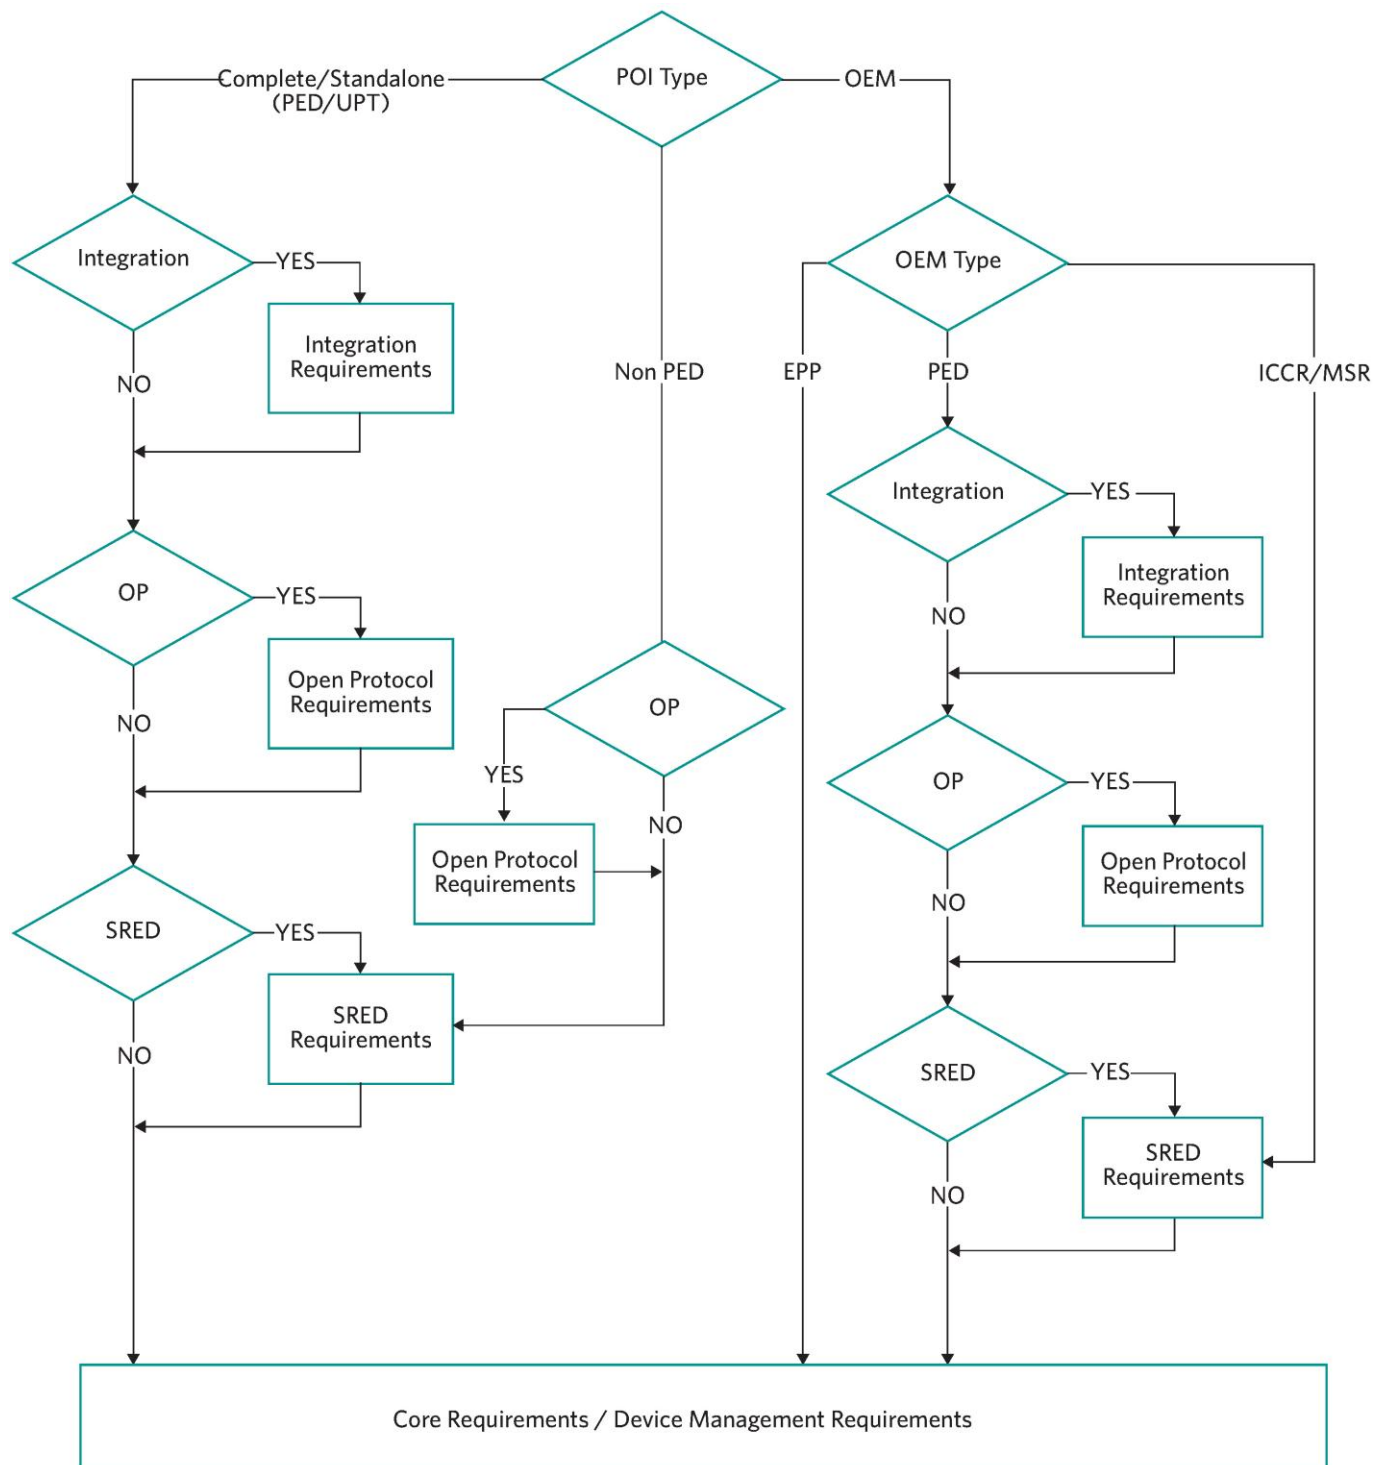 POI Type
Complete/Standalone
(PED/UPT)
OEM
Integration
YES
Integration
Requirements
NO
OEM Type
Non PED
EPP
PED
ICCR/MSR
Integration
YES
Integration
Requirements
NO
OP
YES
Open Protocol
Requirements
NO
OP
YES
NO
Open Protocol
Requirements
OP
YES
Open Protocol
Requirements
NO
SRED
YES
SRED
Requirements
NO
SRED
YES
SRED
Requirements
NO
Core Requirements / Device Management Requirements